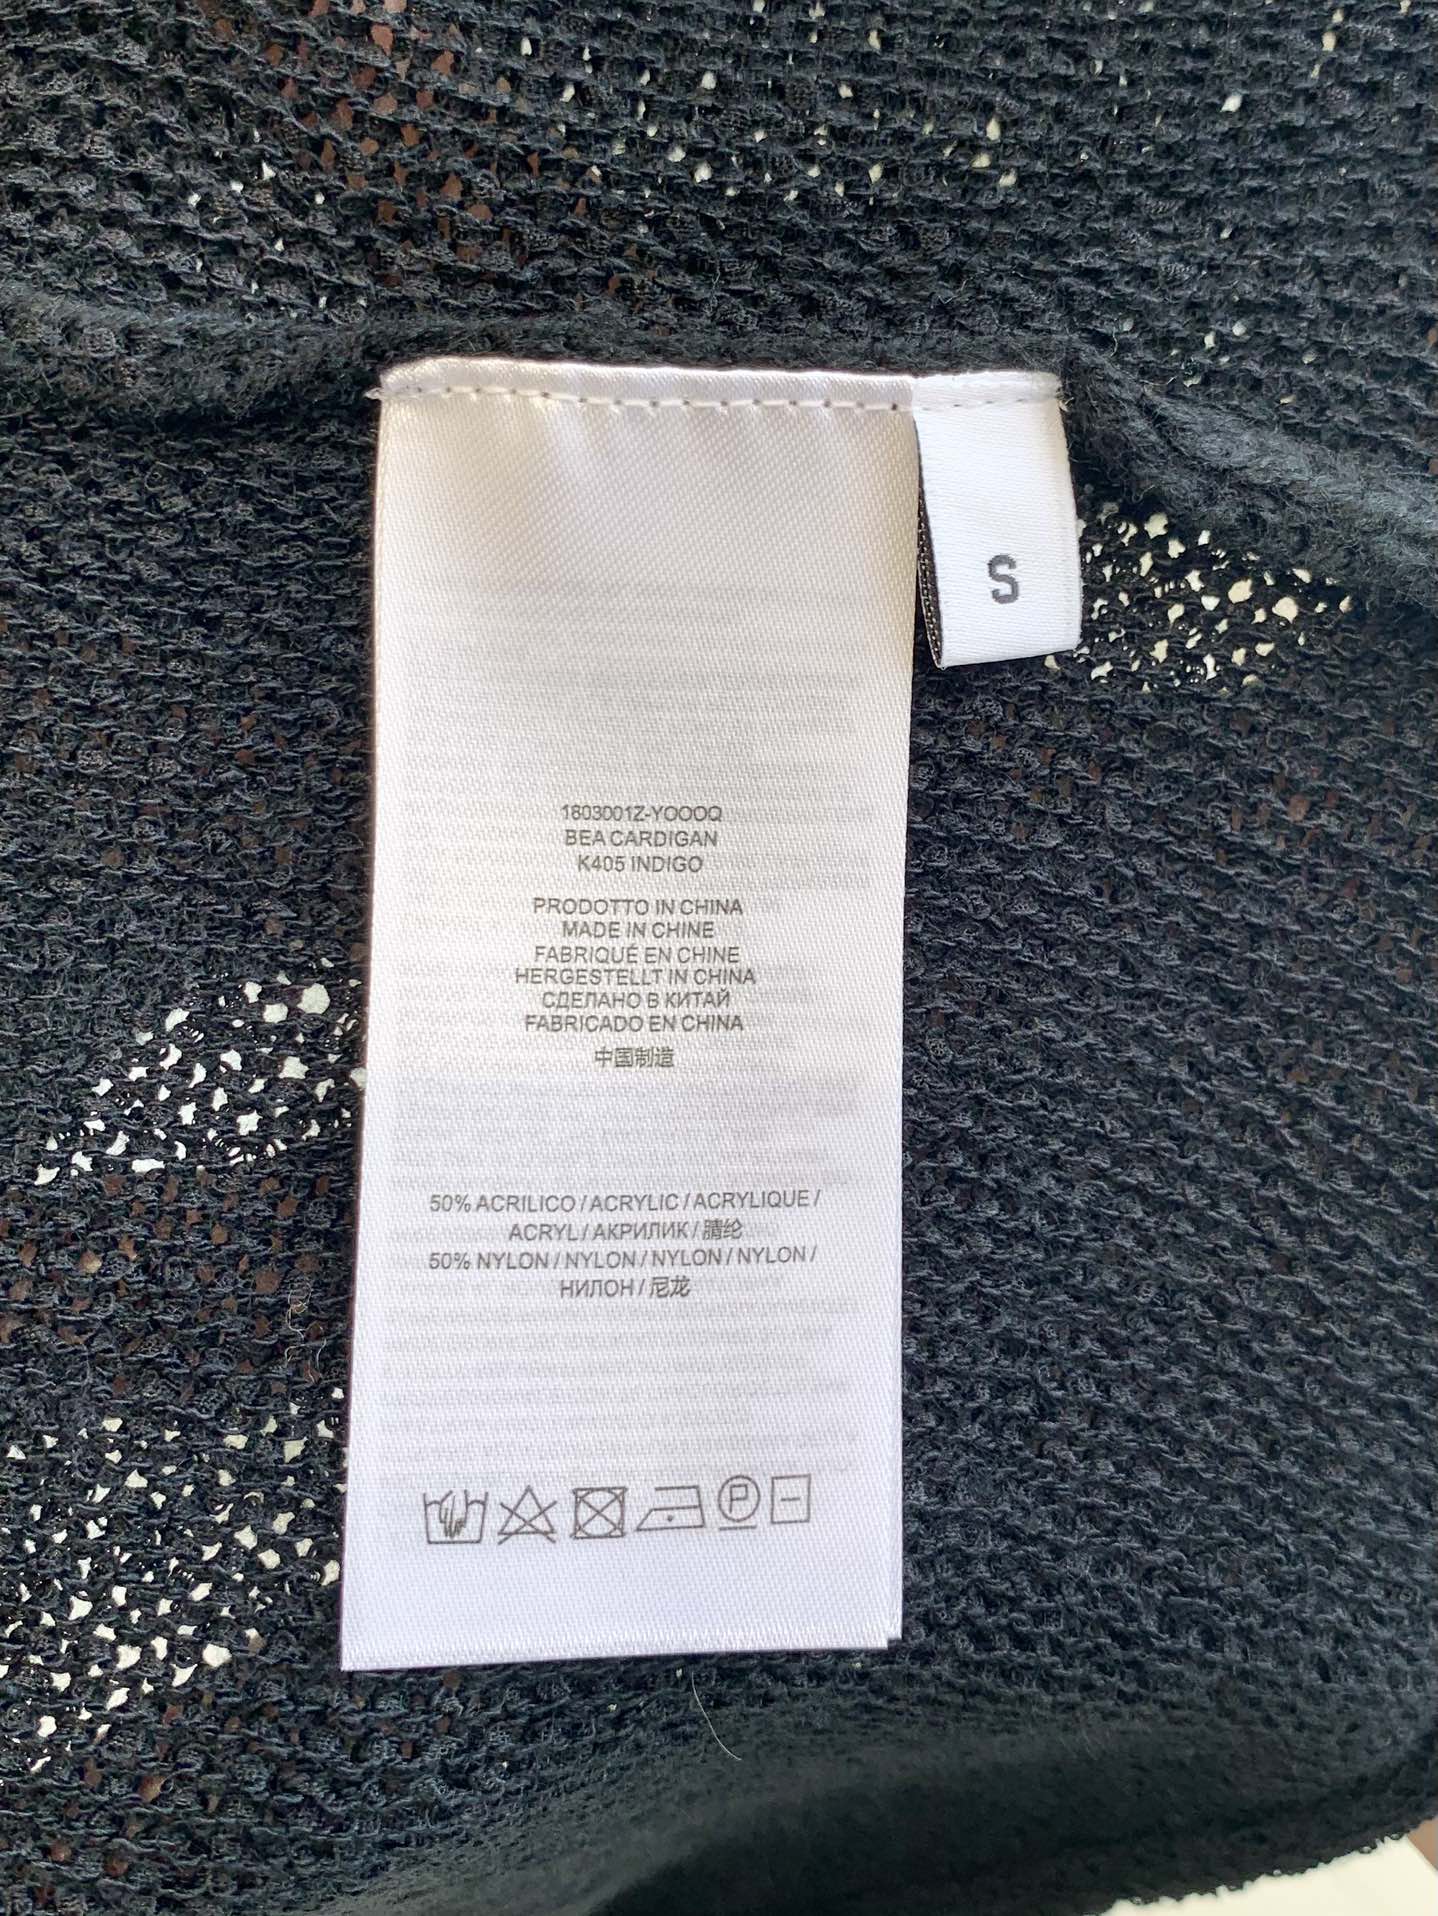 S
1803001Z-YOOOQ
BEA CARDIGAN
K405 INDIGO
PRODOTTO IN CHINA
MADE IN CHINE
FABRIQUÉ EN CHINE
HERGESTELLT IN CHINA
СДЕЛАНО В КИТАЙ
FABRICADO EN CHINA
中国制造
50% ACRILICO / ACRYLIC / ACRYLIQUE /
ACRYL / АКРИЛИК / 腈纶
50% NYLON / NYLON / NYLON / NYLON /
НИЛОН / 尼龙
P